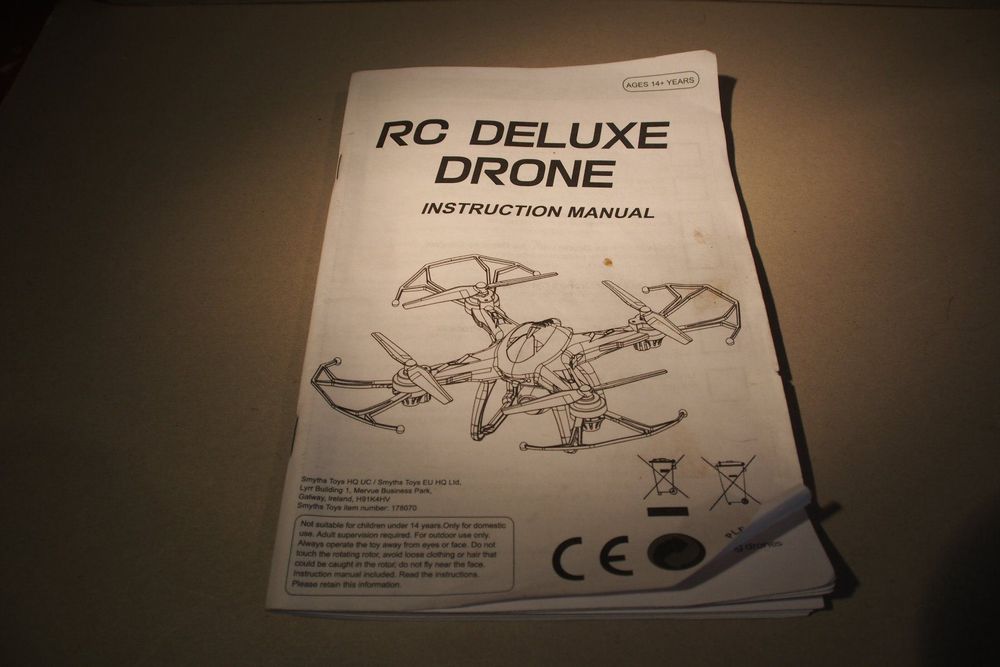 AGES 14+ YEARS
RC DELUXE
DRONE
INSTRUCTION MANUAL
Smyths Toys HQ UC / Smyths Toys EU HQ Ltd,
Lyrr Building 1, Mervue Business Park,
Galway, Ireland, H91K4HV
Smyths Toys item number: 178070
Not suitable for children under 14 years.Only for domestic
use. Adult supervision required. For outdoor use only.
Always operate the toy away from eyes or face. Do not
touch the rotating rotor, avoid loose clothing or hair that
could be caught in the rotor, do not fly near the face.
Instruction manual included. Read the instructions.
Please retain this information.
CE
drones